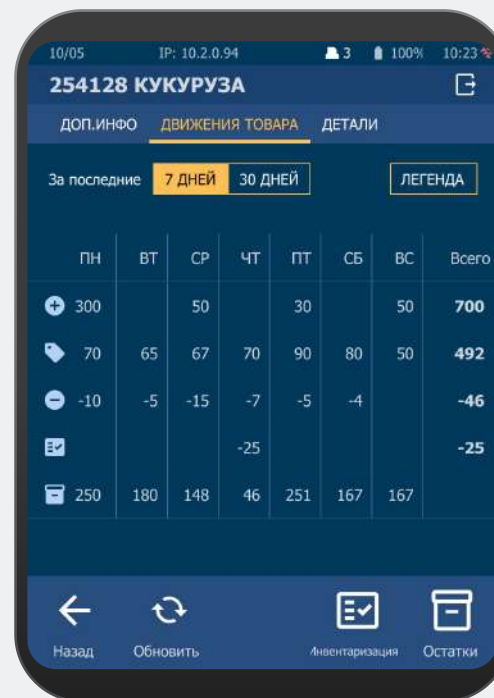 10/05 IP: 10.2.0.94 3 100% 10:23
254128 КУКУРУЗА
ДОП.ИНФО ДВИЖЕНИЯ ТОВАРА ДЕТАЛИ
За последние 7 ДНЕЙ 30 ДНЕЙ ЛЕГЕНДА
ПН ВТ СР ЧТ ПТ СБ ВС Всего
300 50 30 50 700
70 65 67 70 90 80 50 492
-10 -5 -15 -7 -5 -4 -46
-25 -25
250 180 148 46 251 167 167
Назад Обновить Инвентаризация Остатки